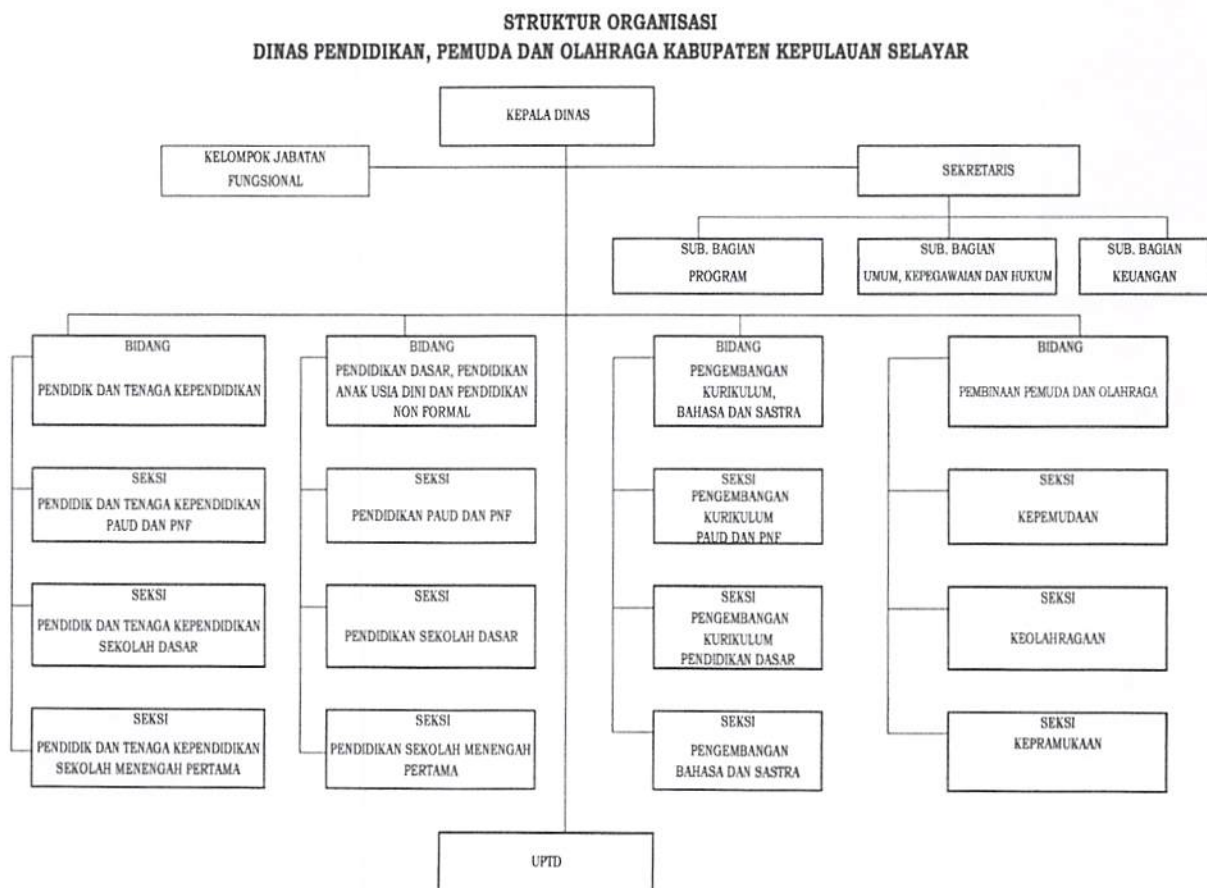 STRUKTUR ORGANISASI
DINAS PENDIDIKAN, PEMUDA DAN OLAHRAGA KABUPATEN KEPULAUAN SELAYAR
KEPALA DINAS
KELOMPOK JABATAN
FUNGSIONAL
SEKRETARIS
SUB. BAGIAN
PROGRAM
SUB. BAGIAN
UMUM, KEPEGAWAIAN DAN HUKUM
SUB. BAGIAN
KEUANGAN
BIDANG
PENDIDIK DAN TENAGA KEPENDIDIKAN
SEKSI
PENDIDIK DAN TENAGA KEPENDIDIKAN
PAUD DAN PNF
SEKSI
PENDIDIK DAN TENAGA KEPENDIDIKAN
SEKOLAH DASAR
SEKSI
PENDIDIK DAN TENAGA KEPENDIDIKAN
SEKOLAH MENENGAH PERTAMA
BIDANG
PENDIDIKAN DASAR, PENDIDIKAN
ANAK USIA DINI DAN PENDIDIKAN
NON FORMAL
SEKSI
PENDIDIKAN PAUD DAN PNF
SEKSI
PENDIDIKAN SEKOLAH DASAR
SEKSI
PENDIDIKAN SEKOLAH MENENGAH
PERTAMA
BIDANG
PENGEMBANGAN
KURIKULUM,
BAHASA DAN SASTRA
SEKSI
PENGEMBANGAN
KURIKULUM
PAUD DAN PNF
SEKSI
PENGEMBANGAN
KURIKULUM
PENDIDIKAN DASAR
SEKSI
PENGEMBANGAN
BAHASA DAN SASTRA
BIDANG
PEMBINAAN PEMUDA DAN OLAHRAGA
SEKSI
KEPEMUDAAN
SEKSI
KEOLAHRAGAAN
SEKSI
KEPRAMUKAAN
UPTD